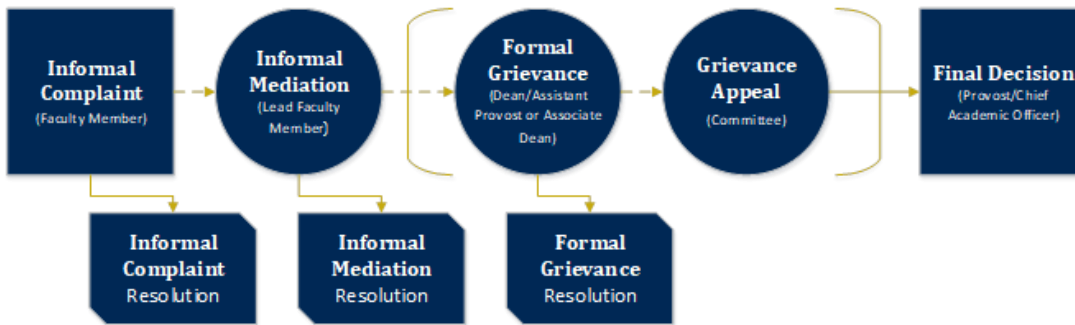 Informal
Complaint
(Faculty Member)
Informal
Mediation
(Lead Faculty
Member)
Formal
Grievance
(Dean/Assistant
Provost or Associate
Dean)
Grievance
Appeal
(Committee)
Final Decision
(Provost/Chief
Academic Officer)
Informal
Complaint
Resolution
Informal
Mediation
Resolution
Formal
Grievance
Resolution